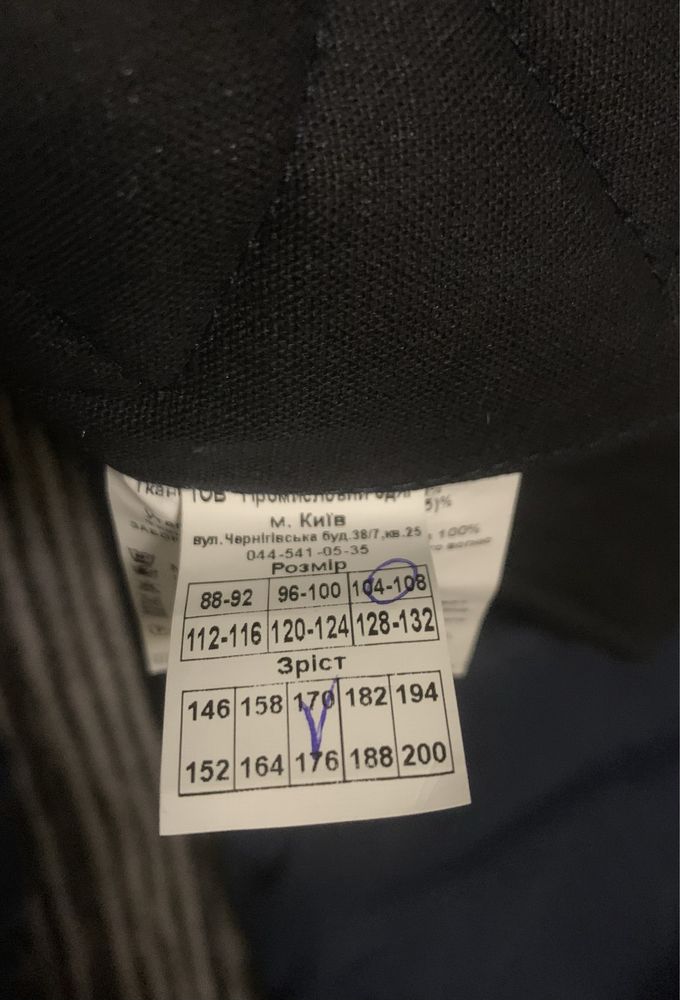 ТОВ "Промисловий одяг
м. Київ
вул.Чернігівська буд.38/7,кв.25
044-541-05-35
Розмір
88-92 96-100 104-108
112-116 120-124 128-132
Зріст
146 158 170 182 194
152 164 176 188 200
5)%
100%